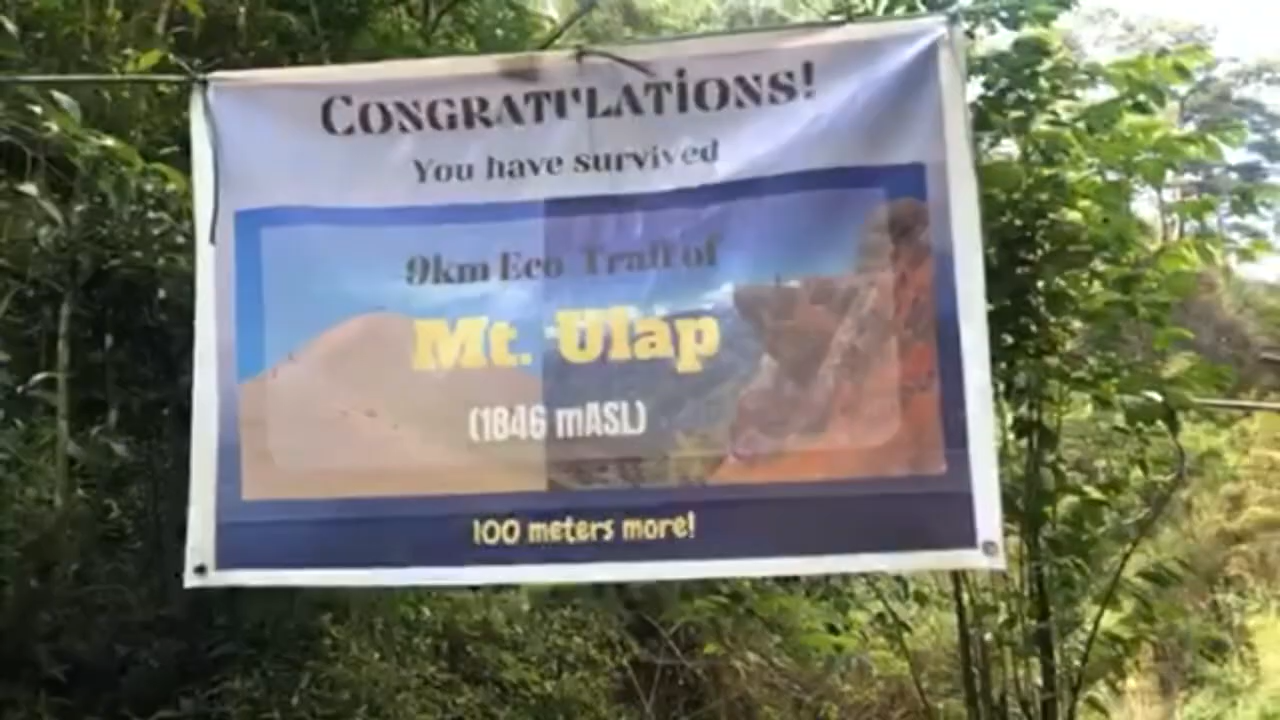 CONGRATULATIONS!
You have survived
9km Eco Trail of
Mt. Ulap
(1846 mASL)
100 meters more!